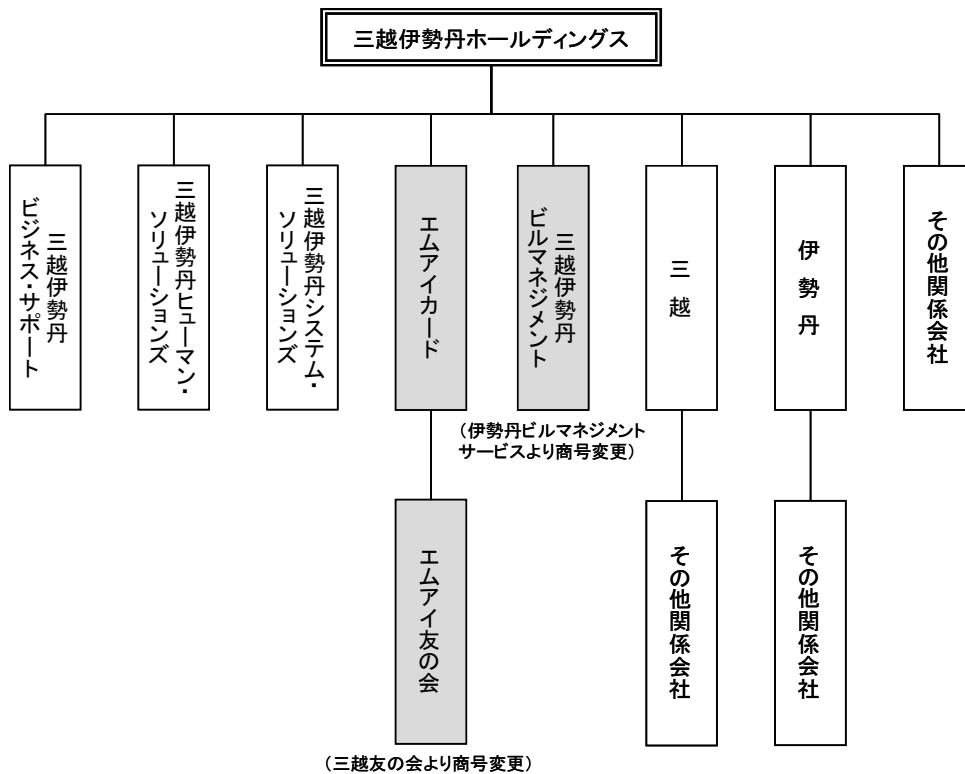 三越伊勢丹ホールディングス
三越伊勢丹
ビジネス・サポート
三越伊勢丹ヒューマン・
ソリューションズ
三越伊勢丹システム・
ソリューションズ
エムアイカード
三越伊勢丹
ビルマネジメント
三越
伊勢丹
その他関係会社
（伊勢丹ビルマネジメント
サービスより商号変更）
エムアイ友の会
その他関係会社
その他関係会社
（三越友の会より商号変更）